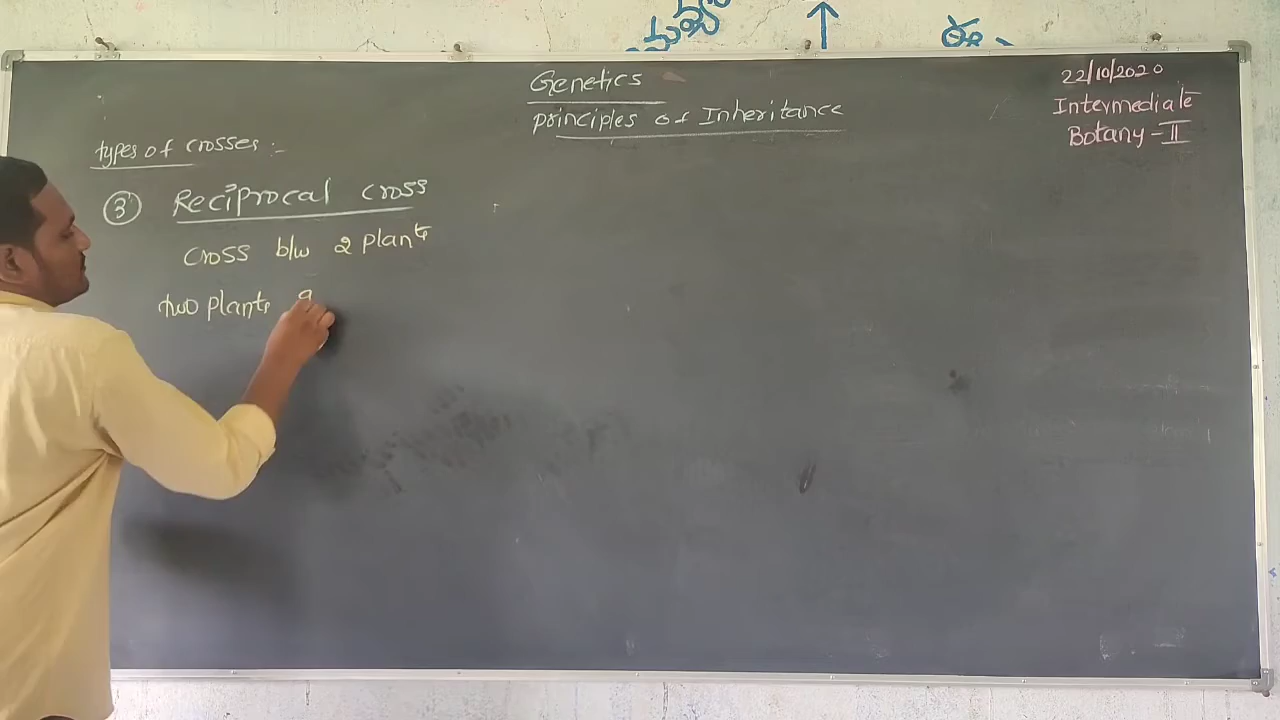 Genetics
principles of Inheritance
22/10/2020
Intermediate
Botany-II
types of crosses :-
3 Reciprocal cross
cross b/w 2 plants
two plants